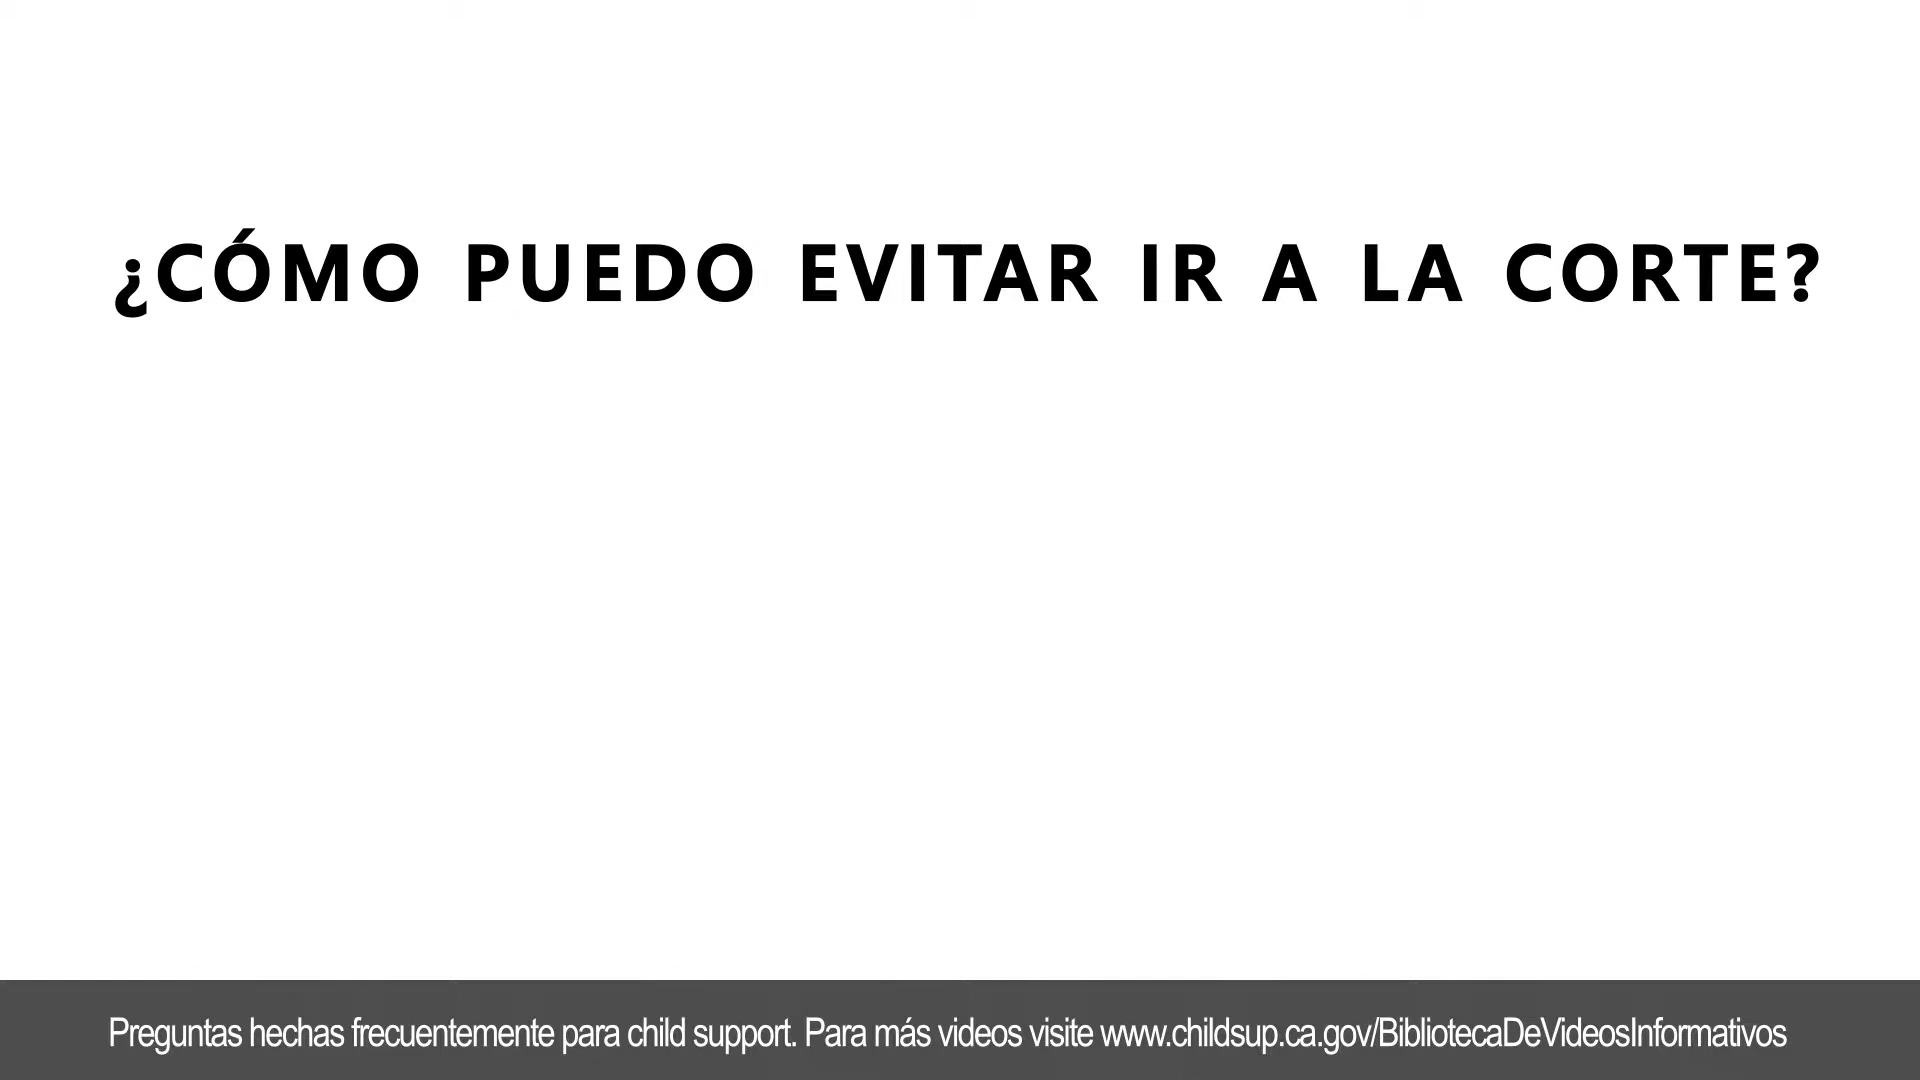 ¿CÓMO PUEDO EVITAR IR A LA CORTE?
Preguntas hechas frecuentemente para child support. Para más videos visite www.childsup.ca.gov/BibliotecaDeVideosInformativos